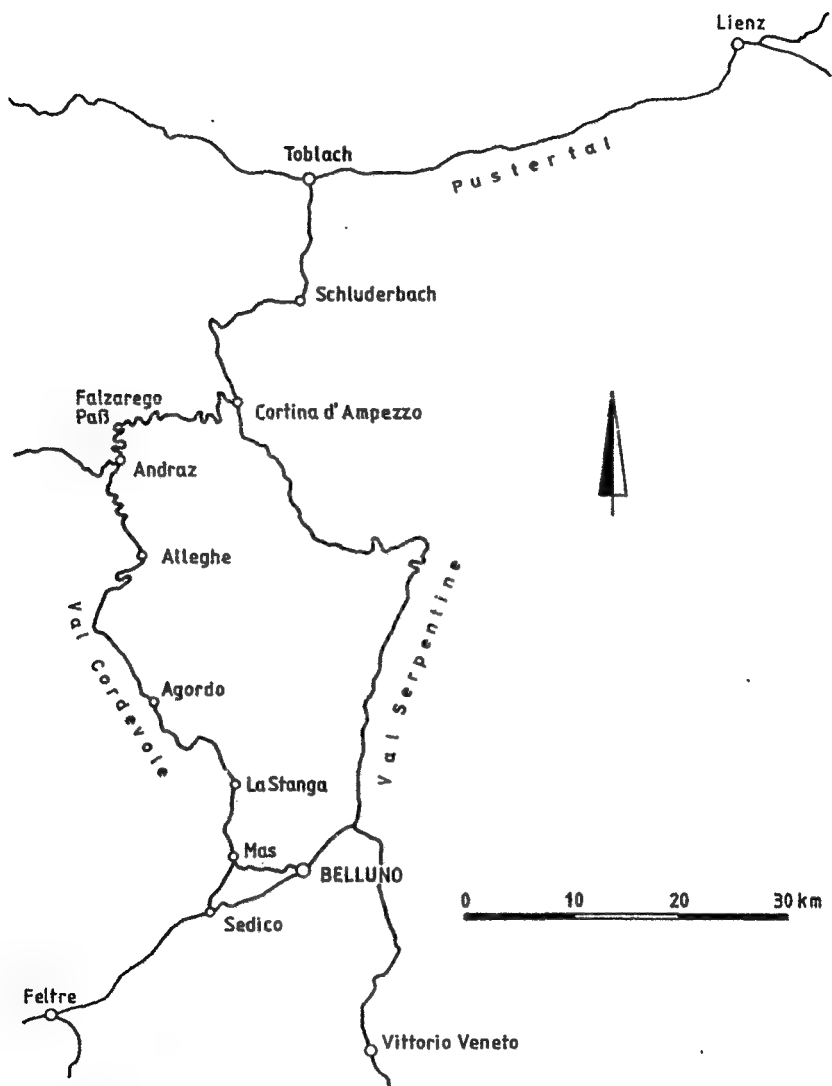 Lienz
Toblach
Pustertal
Schluderbach
Falzarego
Paß
Cortina d' Ampezzo
Andraz
Alleghe
Val Cordevole
Val Serpentine
Agordo
La Stanga
Mas
BELLUNO
0 10 20 30 km
Sedico
Feltre
Vittorio Veneto